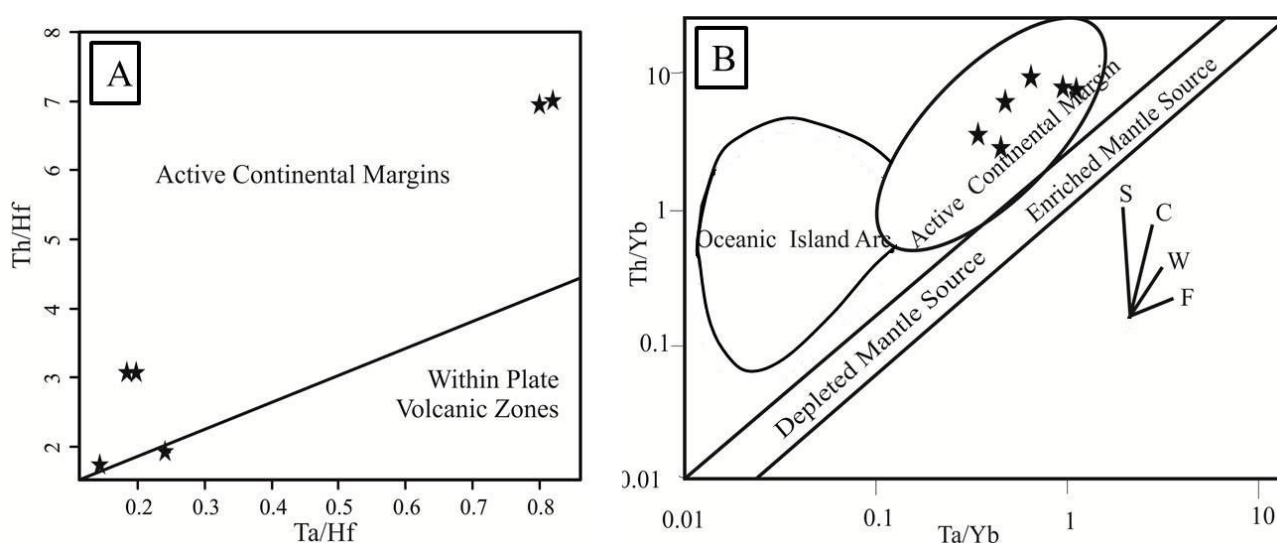 A
8
7
6
5
4
3
2
Th/Hf
Active Continental Margins
Within Plate
Volcanic Zones
0.2
0.3
0.4
0.5
0.6
0.7
0.8
Ta/Hf
B
10
1
0.1
0.01
Th/Yb
Oceanic Island Arc
Active Continental Margin
Enriched Mantle Source
Depleted Mantle Source
S
C
W
F
0.01
0.1
1
10
Ta/Yb